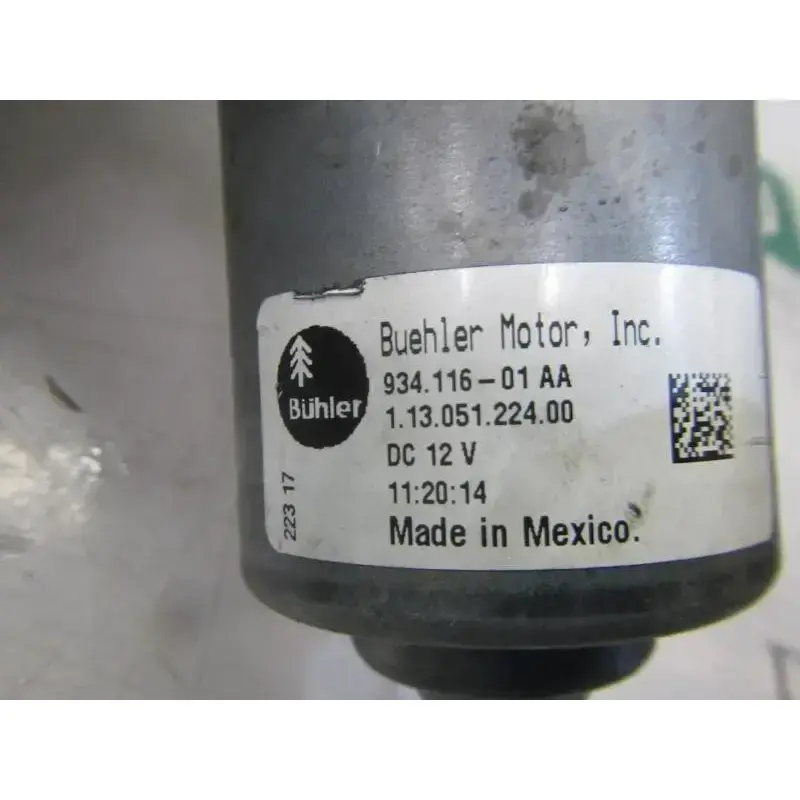 Buehler Motor, Inc.
Bühler
934.116-01 AA
1.13.051.224.00
DC 12 V
11:20:14
Made in Mexico.
223 17